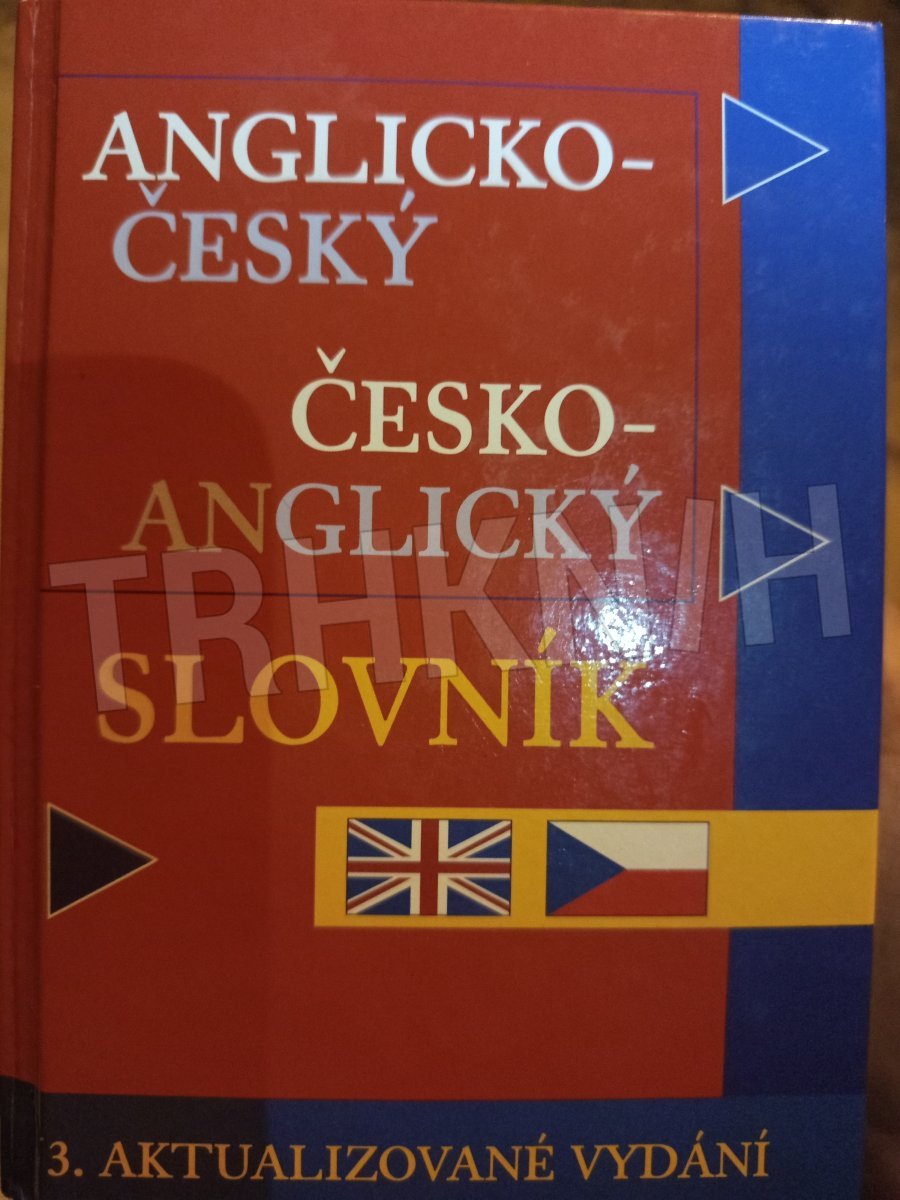 ANGLICKO–
ČESKÝ
ČESKO–
ANGLICKÝ
TRHKNIH
SLOVNÍK
3. AKTUALIZOVANÉ VYDÁNÍ